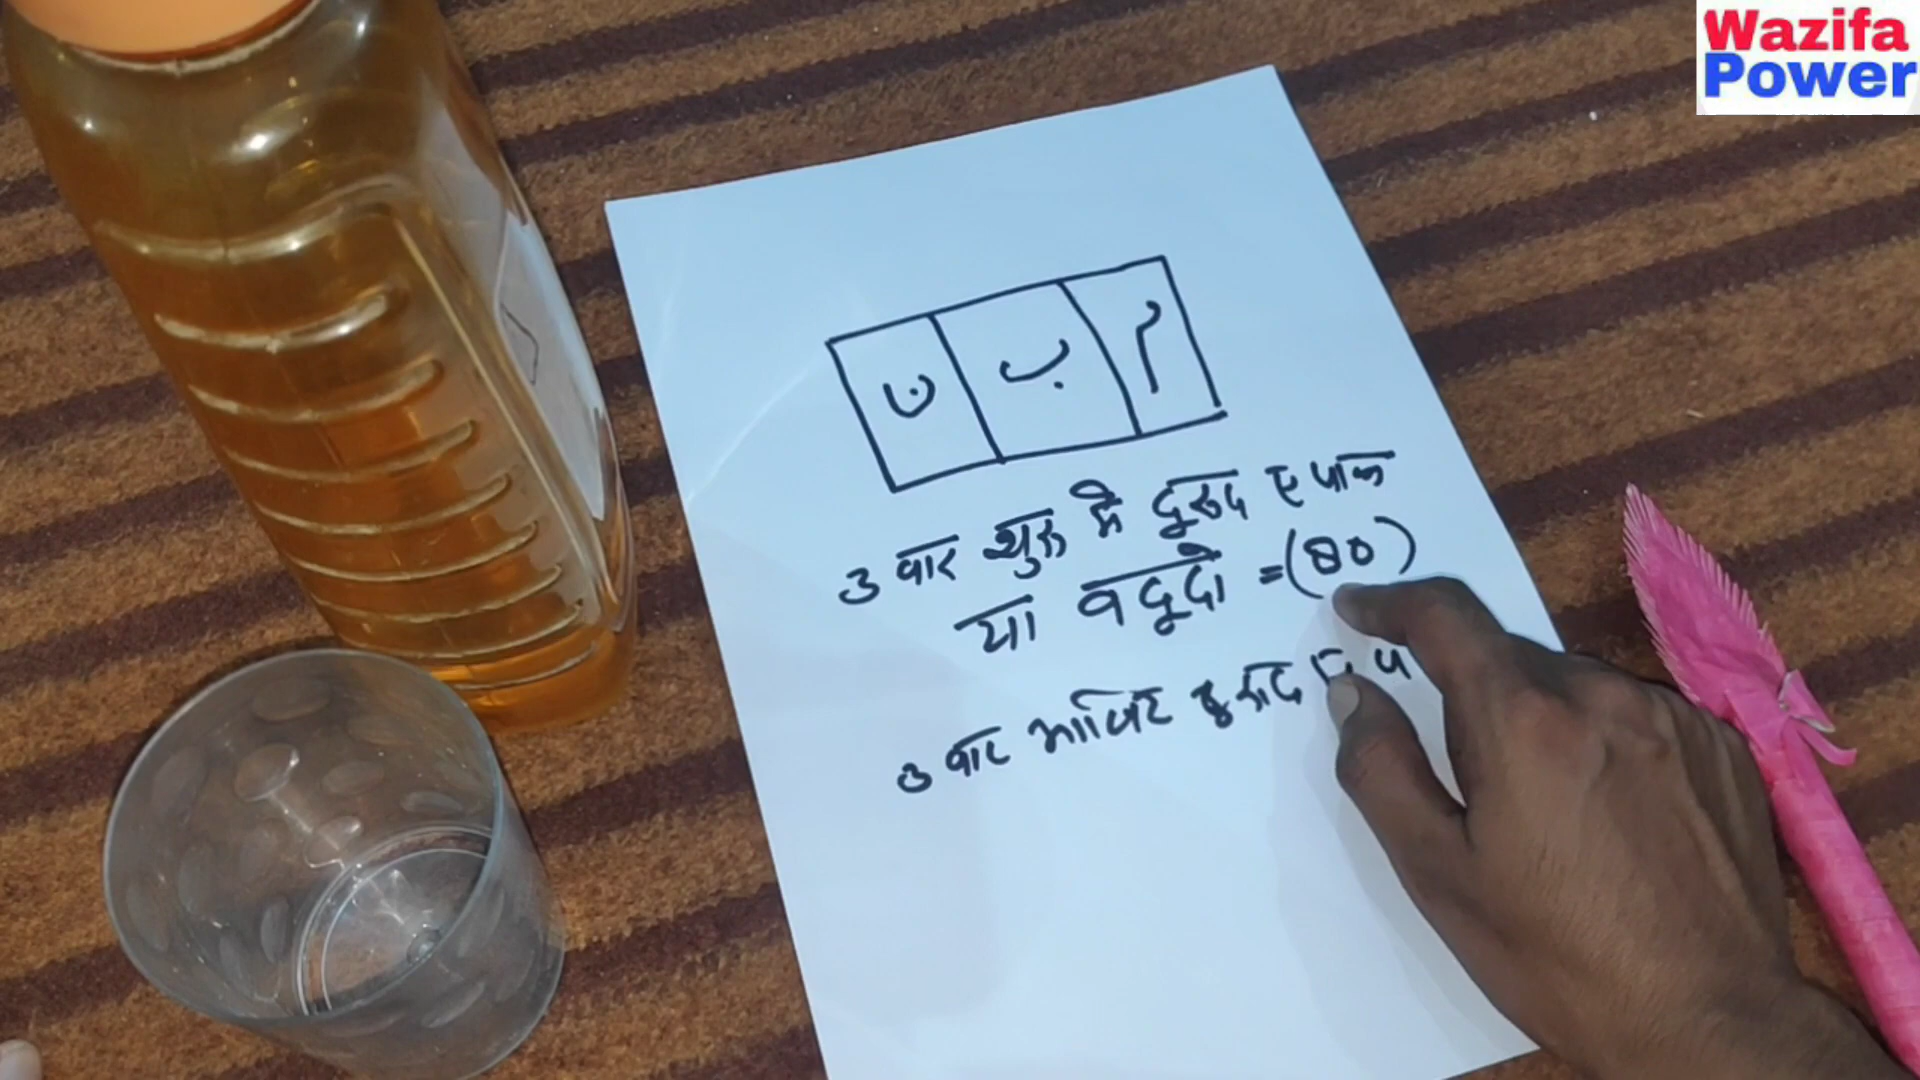 Wazifa
Power
م ب ن
3 बार शुरू मे दुरुद ए पाक
या वदूदो =(80)
3 बार आखिर दुरुद ए